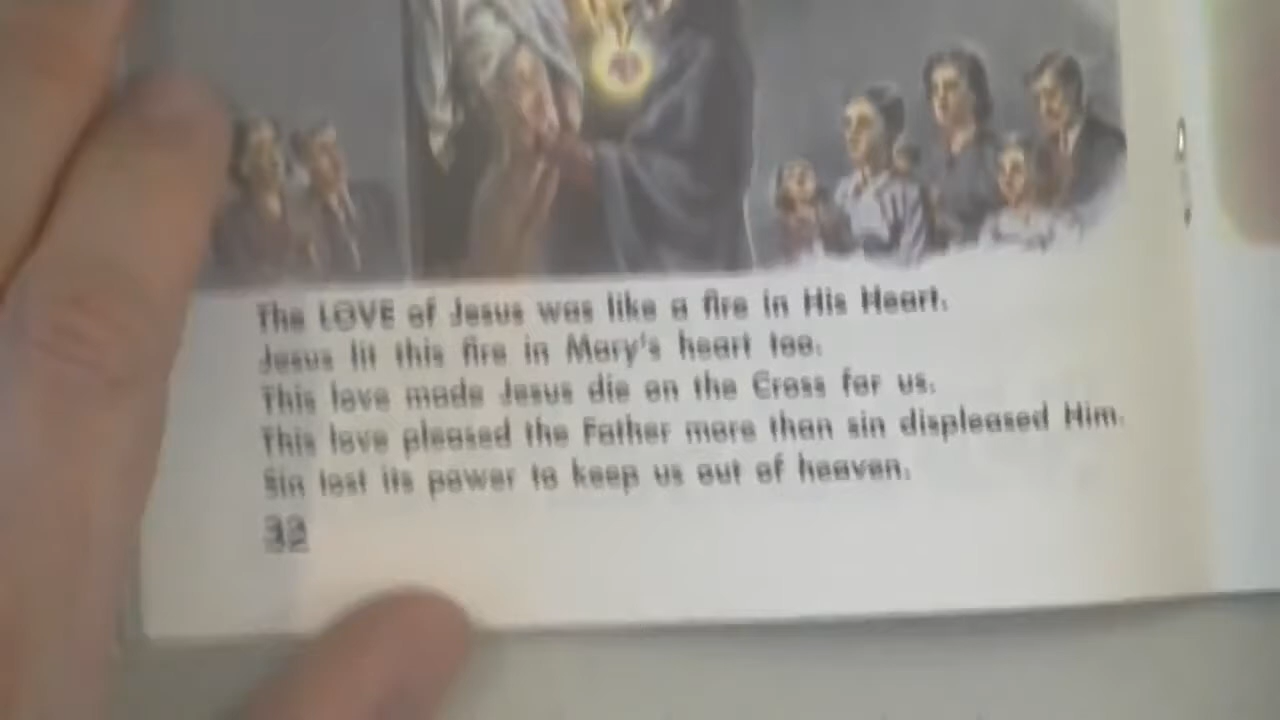 The LOVE of Jesus was like a fire in His Heart.
Jesus lit this fire in Mary's heart too.
This love made Jesus die on the Cross for us.
This love pleased the Father more than sin displeased Him.
Sin lost its power to keep us out of heaven.
32